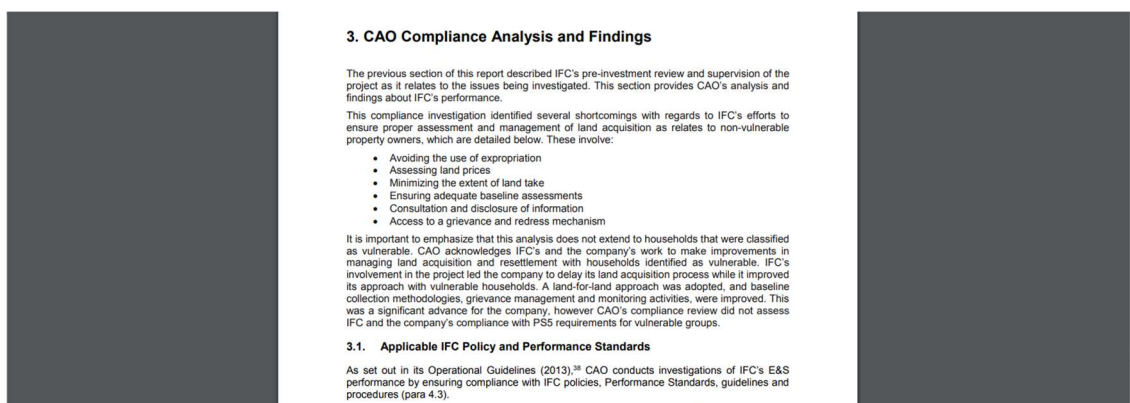 3. CAO Compliance Analysis and Findings
The previous section of this report described IFC's pre-investment review and supervision of the
project as it relates to the issues being investigated. This section provides CAO's analysis and
findings about IFC's performance.
This compliance investigation identified several shortcomings with regards to IFC's efforts to
ensure proper assessment and management of land acquisition as relates to non-vulnerable
property owners, which are detailed below. These involve:
• Avoiding the use of expropriation
• Assessing land prices
• Minimizing the extent of land take
• Ensuring adequate baseline assessments
• Consultation and disclosure of information
• Access to a grievance and redress mechanism
It is important to emphasize that this analysis does not extend to households that were classified
as vulnerable. CAO acknowledges IFC's and the company's work to make improvements in
managing land acquisition and resettlement with households identified as vulnerable. IFC's
involvement in the project led the company to delay its land acquisition process while it improved
its approach with vulnerable households. A land-for-land approach was adopted, and baseline
collection methodologies, grievance management and monitoring activities, were improved. This
was a significant advance for the company, however CAO's compliance review did not assess
IFC and the company's compliance with PS5 requirements for vulnerable groups.
3.1. Applicable IFC Policy and Performance Standards
As set out in its Operational Guidelines (2013),38 CAO conducts investigations of IFC's E&S
performance by ensuring compliance with IFC policies, Performance Standards, guidelines and
procedures (para 4.3).